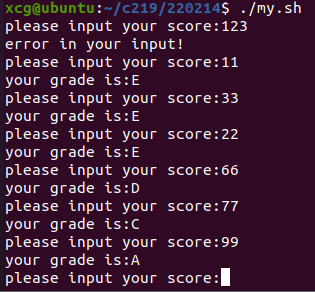 xcg@ubuntu:~/c219/220214$ ./my.sh
please input your score:123
error in your input!
please input your score:11
your grade is:E
please input your score:33
your grade is:E
please input your score:22
your grade is:E
please input your score:66
your grade is:D
please input your score:77
your grade is:C
please input your score:99
your grade is:A
please input your score: